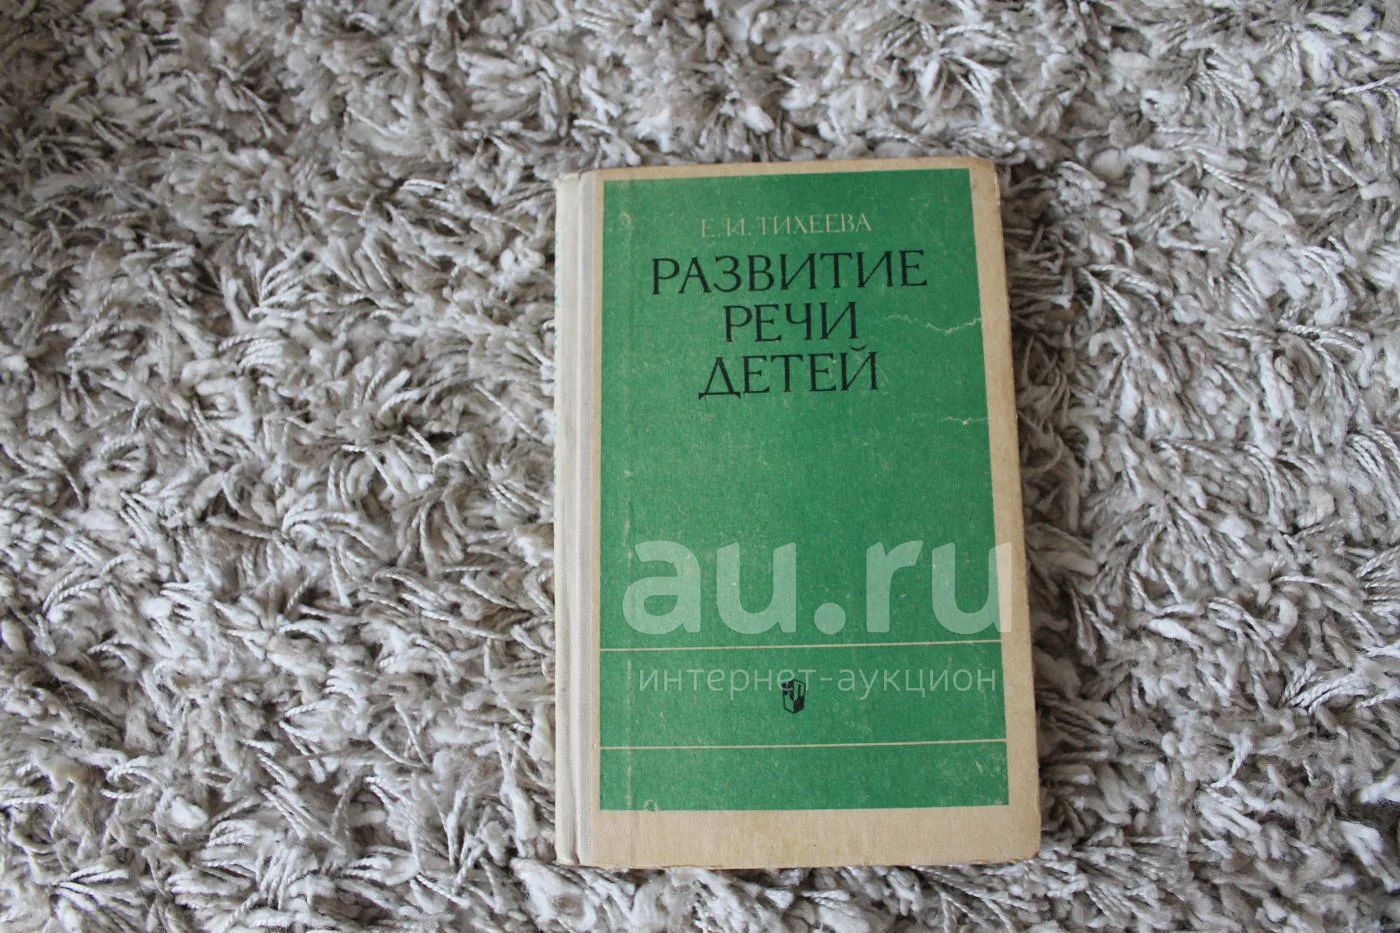 Е. И. ТИХЕЕВА
РАЗВИТИЕ
РЕЧИ
ДЕТЕЙ
au.ru
интернет-аукцион